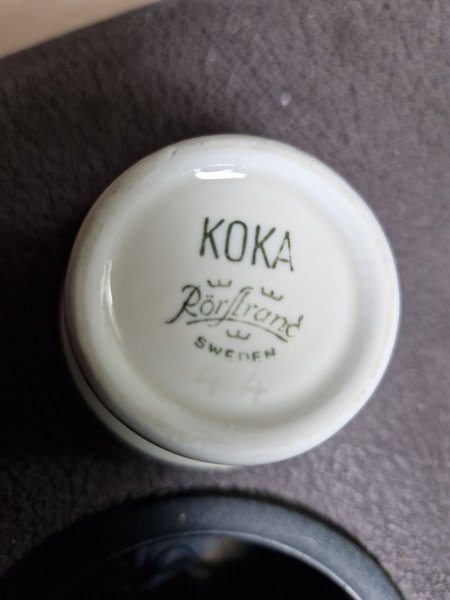 KOKA
Rörstrand
SWEDEN
44